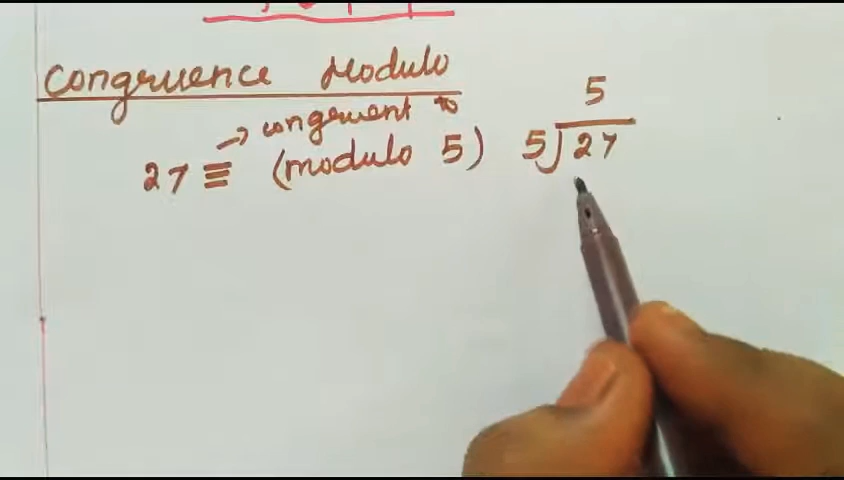 Congruence Modulo
→ congruent to
27 ≡ (modulo 5)
5
5)27